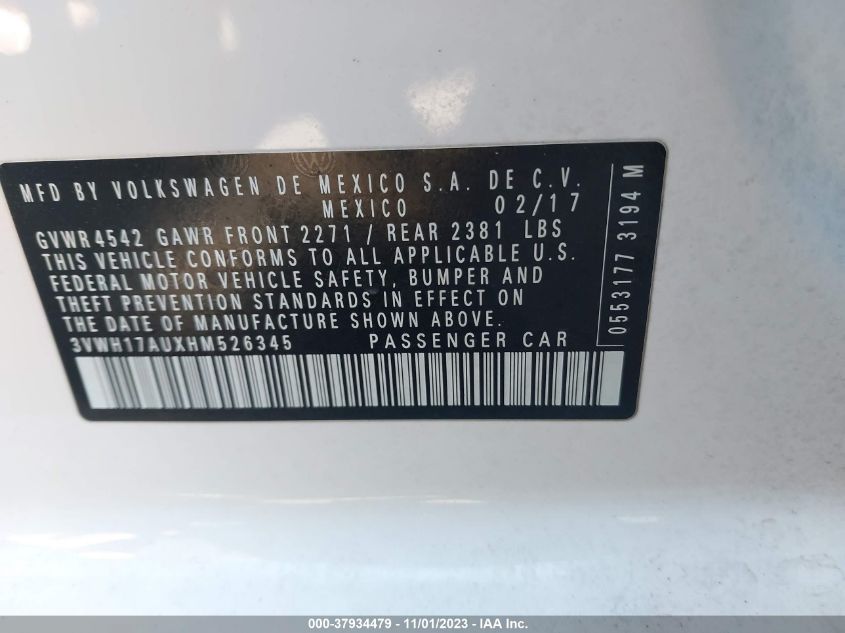 MFD BY VOLKSWAGEN DE MEXICO S.A. DE C.V.
MEXICO 02/17
GVWR 4542 GAWR FRONT 2271 / REAR 2381 LBS
THIS VEHICLE CONFORMS TO ALL APPLICABLE U.S.
FEDERAL MOTOR VEHICLE SAFETY, BUMPER AND
THEFT PREVENTION STANDARDS IN EFFECT ON
THE DATE OF MANUFACTURE SHOWN ABOVE.
3VWH17AUXHM526345 PASSENGER CAR
0553177 3194 M
000-37934479 - 11/01/2023 - © IAA, Inc.